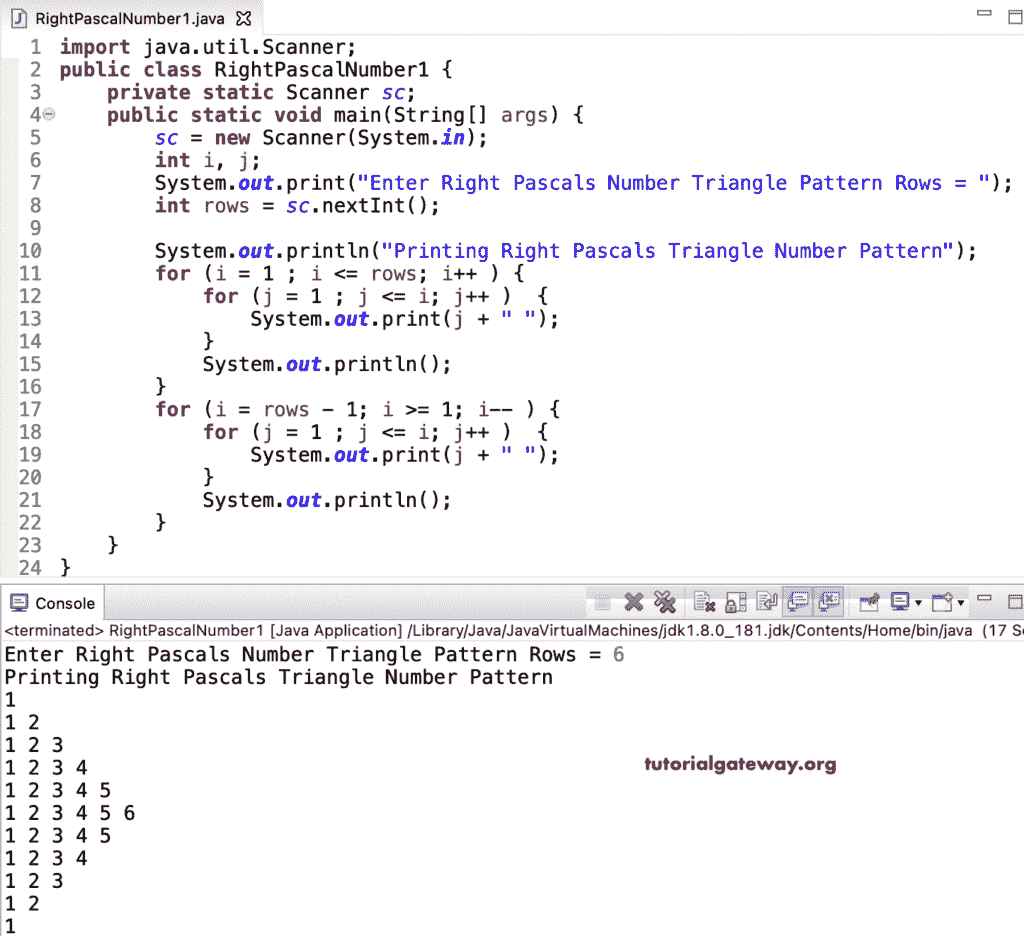 RightPascalNumber1.java
1 import java.util.Scanner;
2 public class RightPascalNumber1 {
3     private static Scanner sc;
4     public static void main(String[] args) {
5         sc = new Scanner(System.in);
6         int i, j;
7         System.out.print("Enter Right Pascals Number Triangle Pattern Rows = ");
8         int rows = sc.nextInt();
9
10         System.out.println("Printing Right Pascals Triangle Number Pattern");
11         for (i = 1 ; i <= rows; i++ ) {
12             for (j = 1 ; j <= i; j++ )  {
13                 System.out.print(j + " ");
14             }
15             System.out.println();
16         }
17         for (i = rows - 1; i >= 1; i-- ) {
18             for (j = 1 ; j <= i; j++ )  {
19                 System.out.print(j + " ");
20             }
21             System.out.println();
22         }
23     }
24 }
Console
<terminated> RightPascalNumber1 [Java Application] /Library/Java/JavaVirtualMachines/jdk1.8.0_181.jdk/Contents/Home/bin/java (17
Enter Right Pascals Number Triangle Pattern Rows = 6
Printing Right Pascals Triangle Number Pattern
1
1 2
1 2 3
1 2 3 4
tutorialgateway.org
1 2 3 4 5
1 2 3 4 5 6
1 2 3 4 5
1 2 3 4
1 2 3
1 2
1